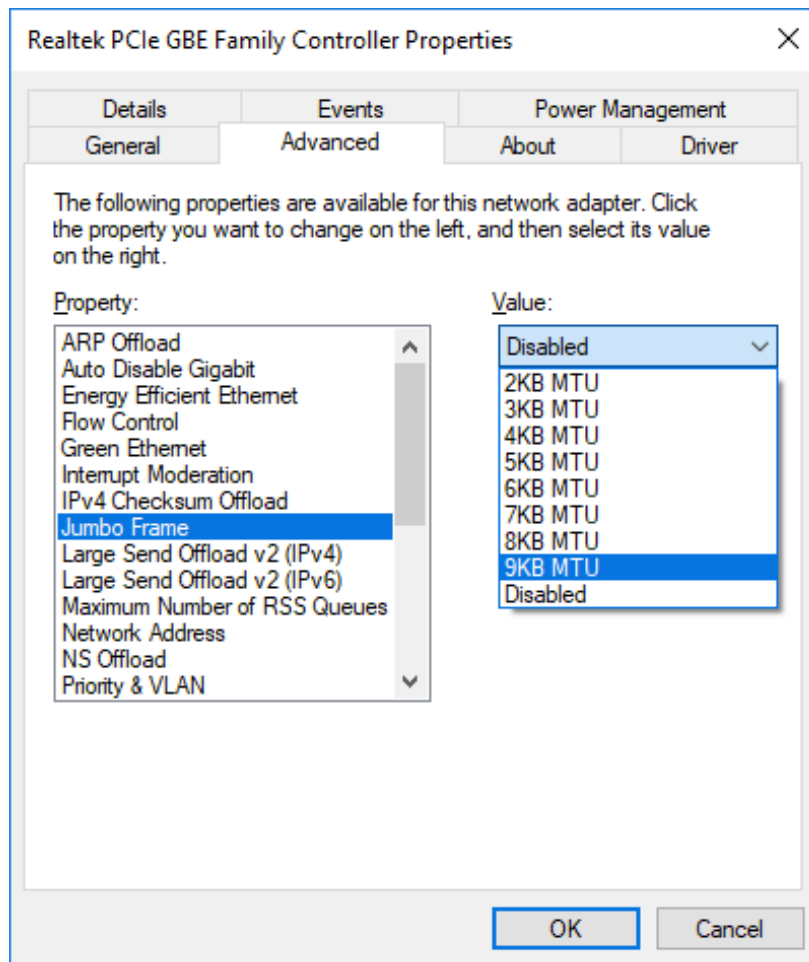 Realtek PCIe GBE Family Controller Properties
Details Events Power Management
General Advanced About Driver
The following properties are available for this network adapter. Click
the property you want to change on the left, and then select its value
on the right.
Property:
ARP Offload
Auto Disable Gigabit
Energy Efficient Ethernet
Flow Control
Green Ethernet
Interrupt Moderation
IPv4 Checksum Offload
Jumbo Frame
Large Send Offload v2 (IPv4)
Large Send Offload v2 (IPv6)
Maximum Number of RSS Queues
Network Address
NS Offload
Priority & VLAN
Value:
Disabled
2KB MTU
3KB MTU
4KB MTU
5KB MTU
6KB MTU
7KB MTU
8KB MTU
9KB MTU
Disabled
OK Cancel